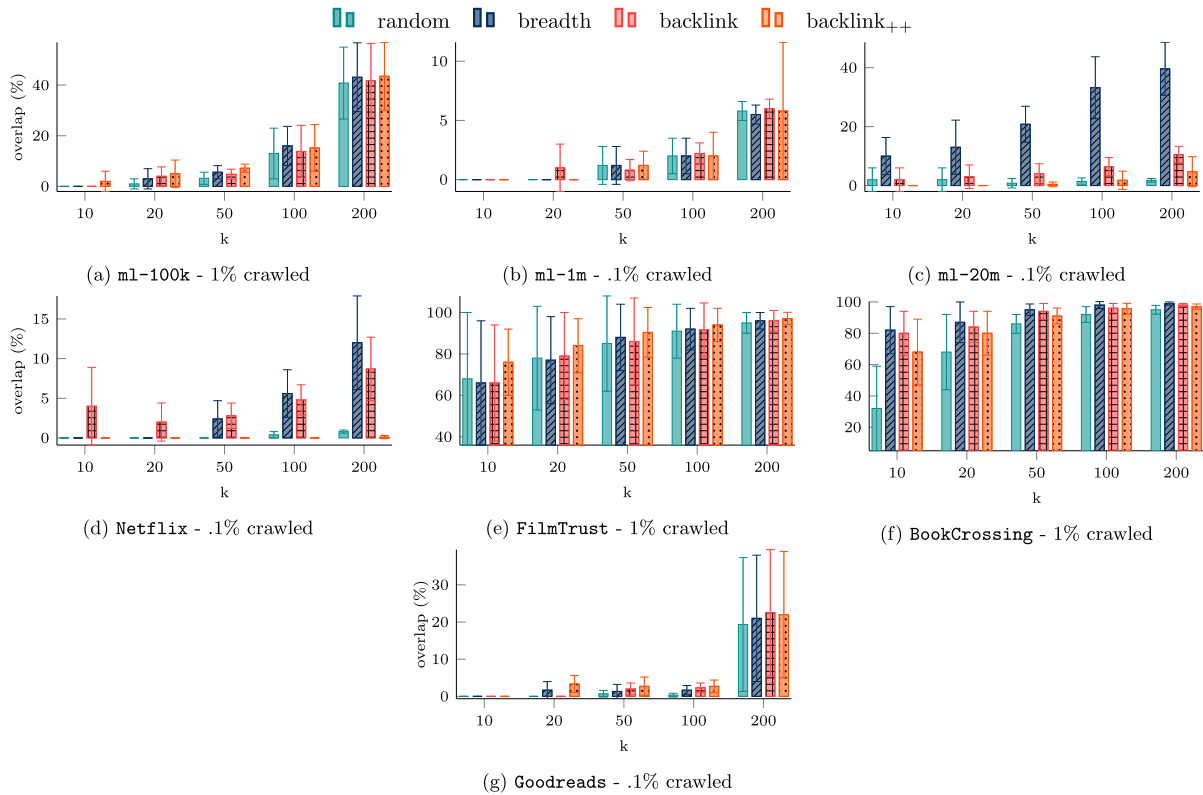 random breadth backlink backlink++
overlap (%)
40
20
0
10 20 50 100 200
k
(a) ml-100k - 1% crawled
10
5
0
10 20 50 100 200
k
(b) ml-1m - .1% crawled
40
20
0
10 20 50 100 200
k
(c) ml-20m - .1% crawled
overlap (%)
15
10
5
0
10 20 50 100 200
k
(d) Netflix - .1% crawled
100
80
60
40
10 20 50 100 200
k
(e) FilmTrust - 1% crawled
100
80
60
40
20
10 20 50 100 200
k
(f) BookCrossing - 1% crawled
overlap (%)
30
20
10
0
10 20 50 100 200
k
(g) Goodreads - .1% crawled